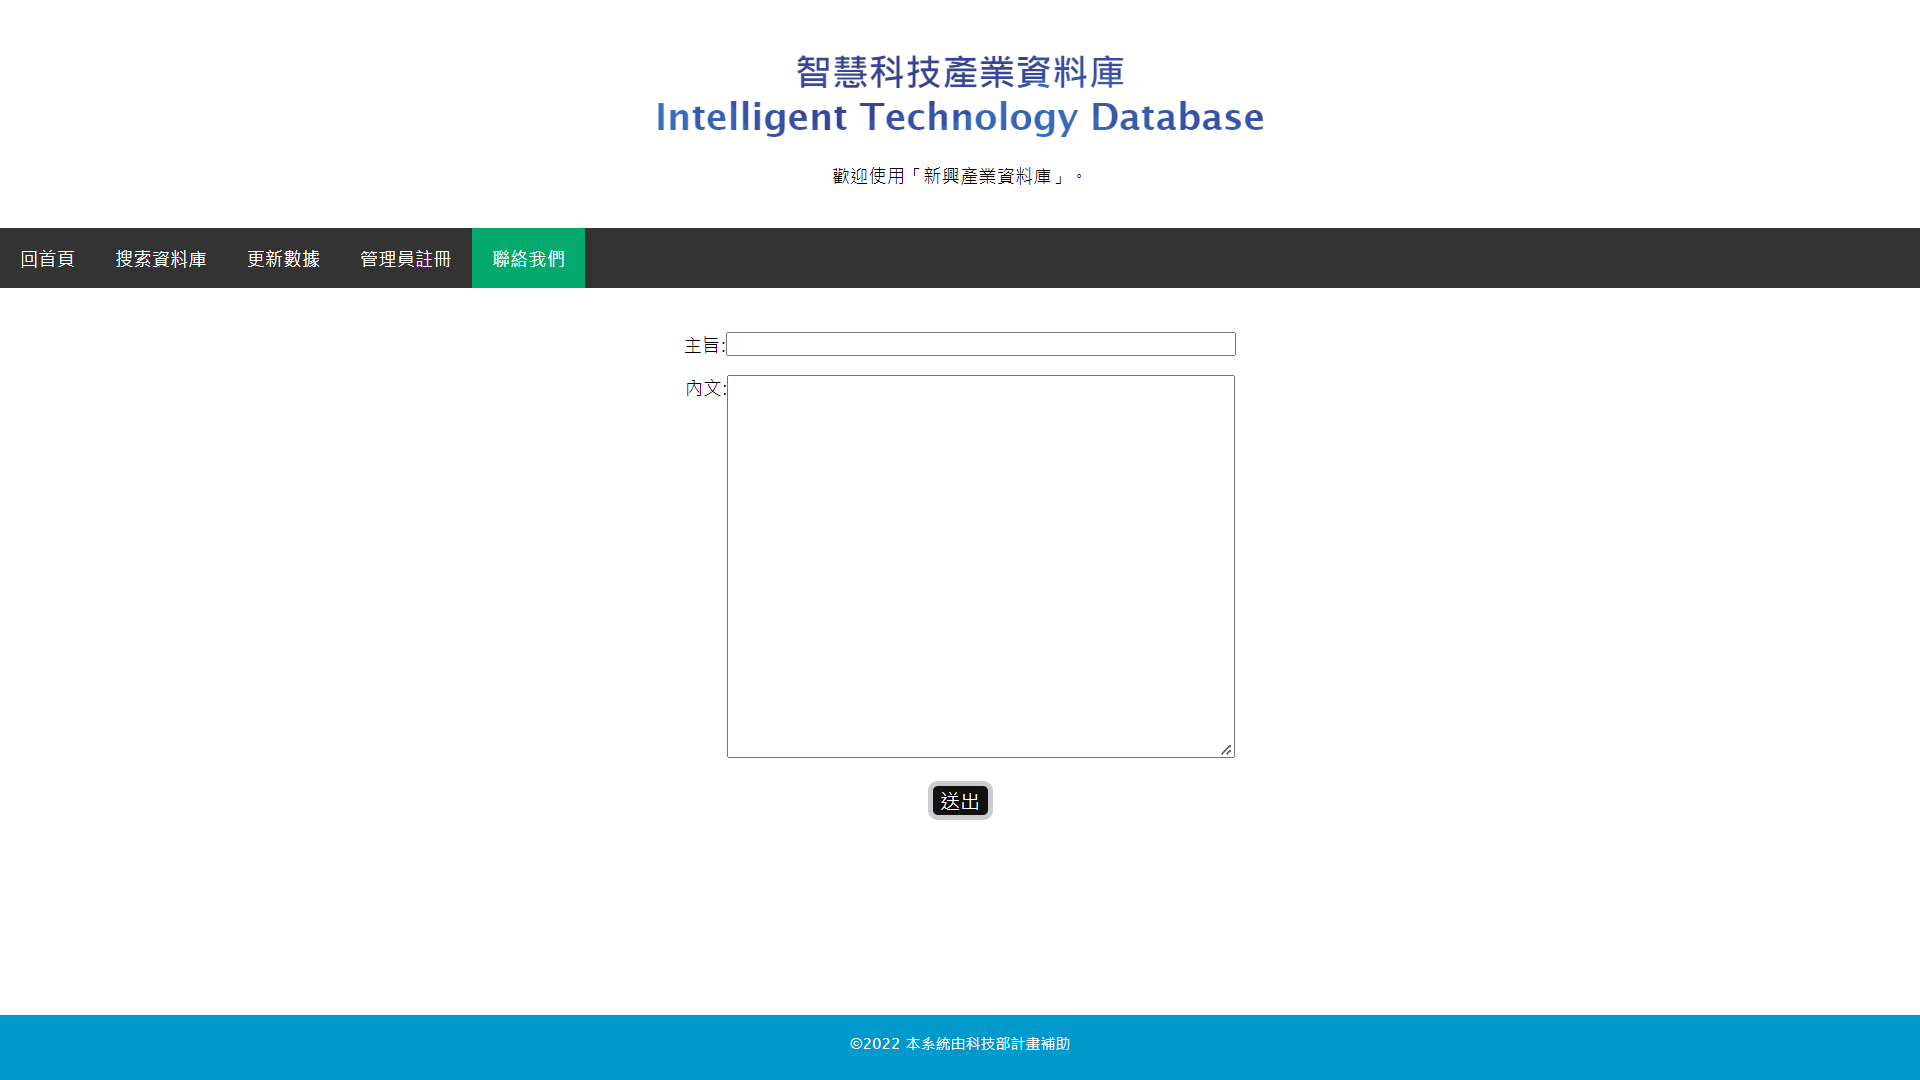 智慧科技產業資料庫
Intelligent Technology Database
歡迎使用「新興產業資料庫」。
回首頁 搜索資料庫 更新數據 管理員註冊 聯絡我們
主旨:
內文:
送出
©2022 本系統由科技部計畫補助